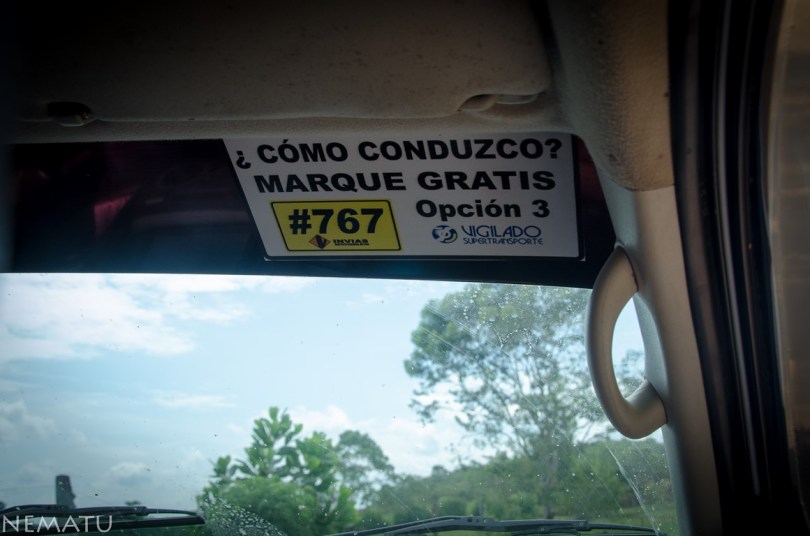 ¿CÓMO CONDUZCO?
MARQUE GRATIS
#767 Opción 3
INVIAS
VIGILADO
SUPERTRANSPORTE
NEMATU